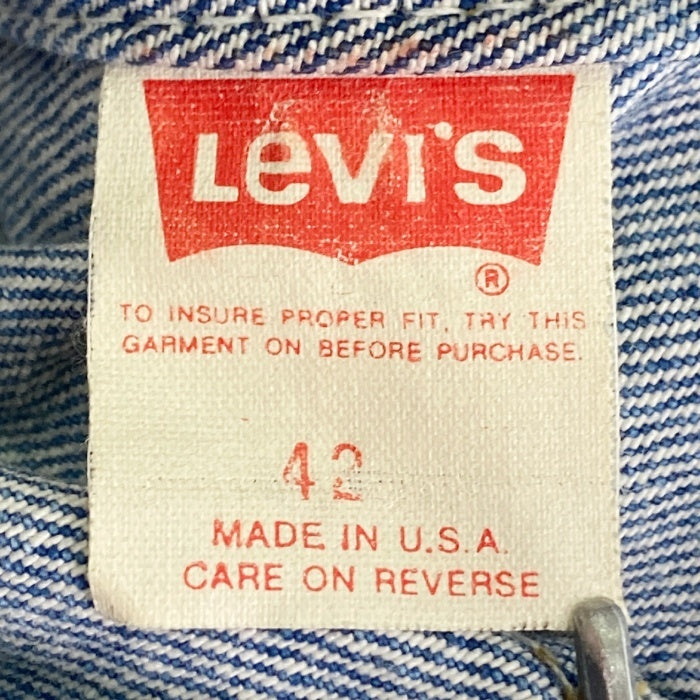 Levi's
®
TO INSURE PROPER FIT, TRY THIS
GARMENT ON BEFORE PURCHASE.
42
MADE IN U.S.A.
CARE ON REVERSE